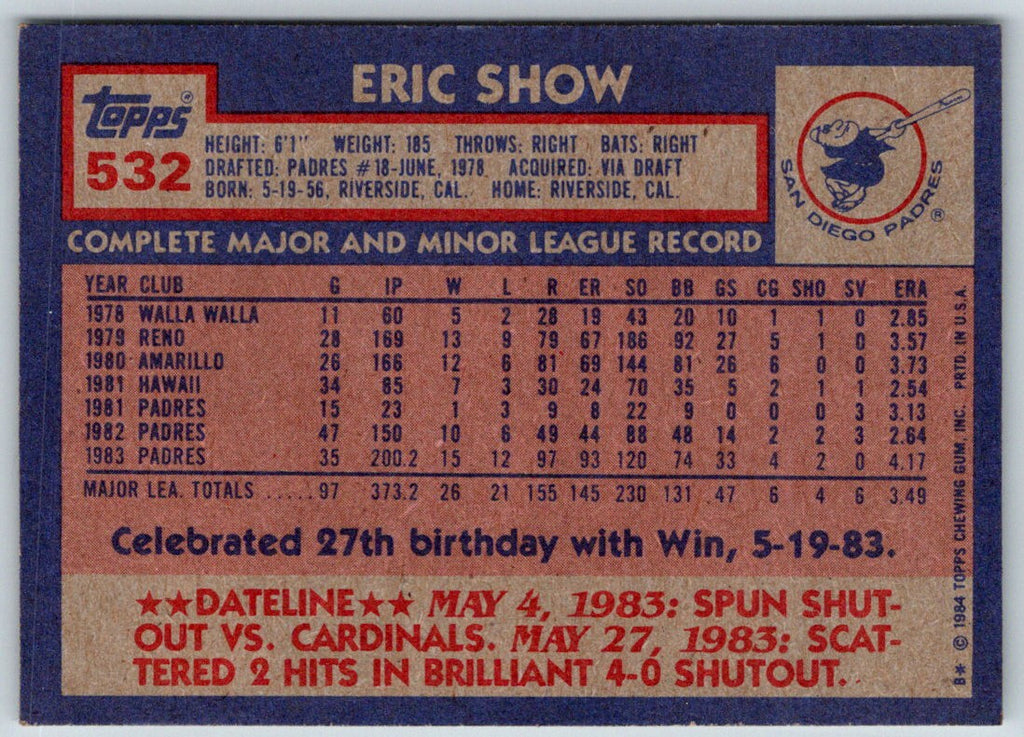 ERIC SHOW
Topps®
532
HEIGHT: 6'1" WEIGHT: 185 THROWS: RIGHT BATS: RIGHT
DRAFTED: PADRES #18-JUNE, 1978 ACQUIRED: VIA DRAFT
BORN: 5-19-56, RIVERSIDE, CAL. HOME: RIVERSIDE, CAL.
SAN DIEGO PADRES®
COMPLETE MAJOR AND MINOR LEAGUE RECORD
YEAR CLUB G IP W L R ER SO BB GS CG SHO SV ERA
1978 WALLA WALLA 11 60 5 2 28 19 43 20 10 1 1 0 2.85
1979 RENO 28 169 13 9 79 67 186 92 27 5 1 0 3.57
1980 AMARILLO 26 166 12 6 81 69 144 81 26 6 0 0 3.73
1981 HAWAII 34 85 7 3 30 24 70 35 5 2 1 1 2.54
1981 PADRES 15 23 1 3 9 8 22 9 0 0 0 3 3.13
1982 PADRES 47 150 10 6 49 44 88 48 14 2 2 3 2.64
1983 PADRES 35 200.2 15 12 97 93 120 74 33 4 2 0 4.17
MAJOR LEA. TOTALS ..... 97 373.2 26 21 155 145 230 131 47 6 4 6 3.49
Celebrated 27th birthday with Win, 5-19-83.
★★DATELINE★★ MAY 4, 1983: SPUN SHUT-
OUT VS. CARDINALS. MAY 27, 1983: SCAT-
TERED 2 HITS IN BRILLIANT 4-0 SHUTOUT.
B* © 1984 TOPPS CHEWING GUM, INC. PRTD. IN U.S.A.